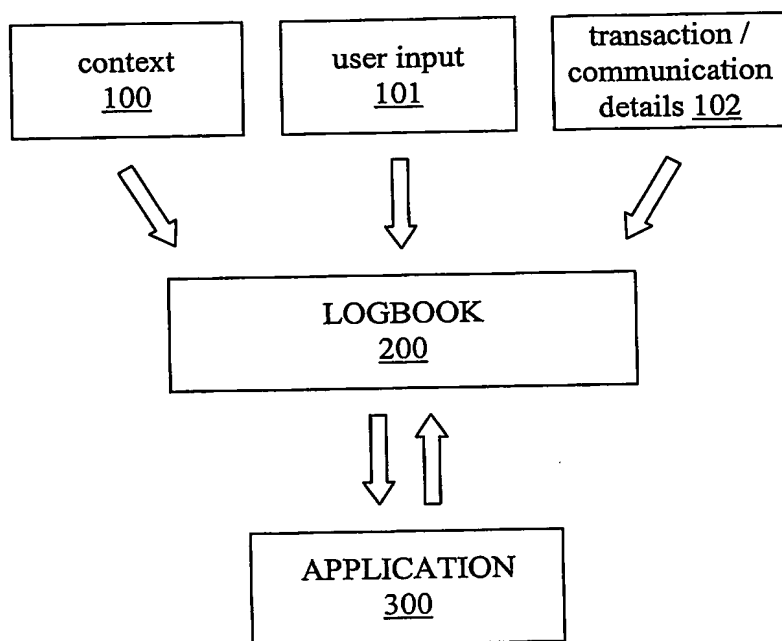 context
100
user input
101
transaction /
communication
details 102
LOGBOOK
200
APPLICATION
300